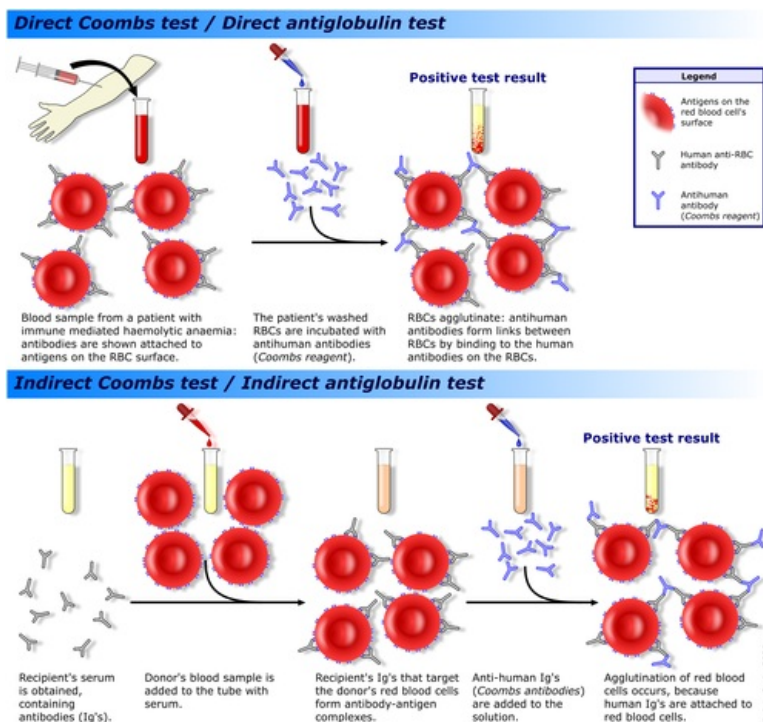 Direct Coombs test / Direct antiglobulin test
Positive test result
Legend
Antigens on the
red blood cell's
surface
Human anti-RBC
antibody
Antihuman
antibody
(Coombs reagent)
Blood sample from a patient with
immune mediated haemolytic anaemia:
antibodies are shown attached to
antigens on the RBC surface.
The patient's washed
RBCs are incubated with
antihuman antibodies
(Coombs reagent).
RBCs agglutinate: antihuman
antibodies form links between
RBCs by binding to the human
antibodies on the RBCs.
Indirect Coombs test / Indirect antiglobulin test
Positive test result
Recipient's serum
is obtained,
containing
antibodies (Ig's).
Donor's blood sample is
added to the tube with
serum.
Recipient's Ig's that target
the donor's red blood cells
form antibody-antigen
complexes.
Anti-human Ig's
(Coombs antibodies)
are added to the
solution.
Agglutination of red blood
cells occurs, because
human Ig's are attached to
red blood cells.